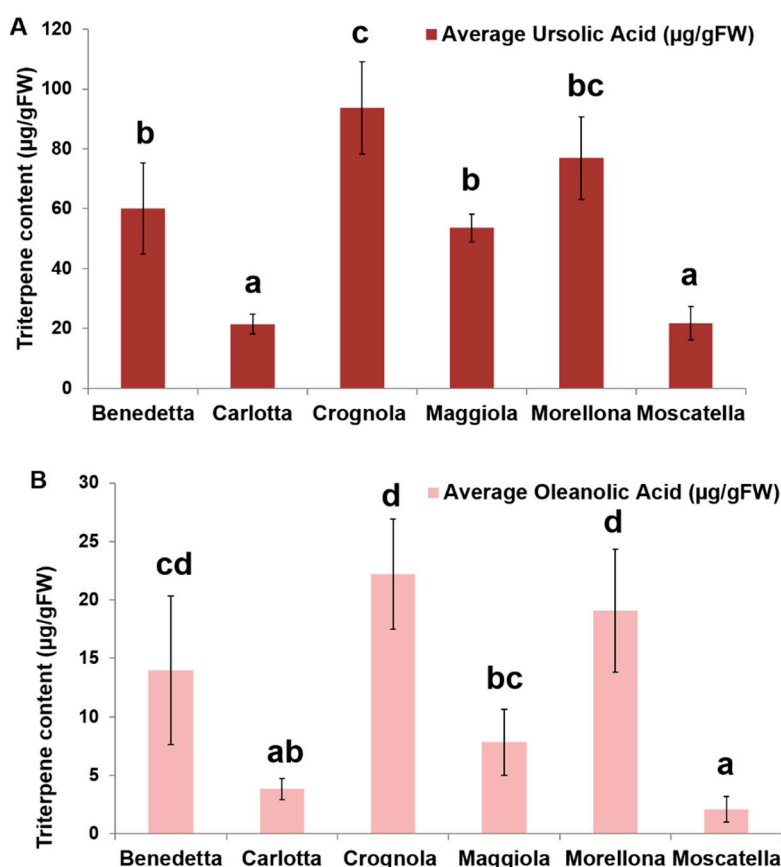 A
Average Ursolic Acid (µg/gFW)
Triterpene content (µg/gFW)
120
100
80
60
40
20
0
b
a
c
b
bc
a
Benedetta Carlotta Crognola Maggiola Morellona Moscatella
B
Average Oleanolic Acid (µg/gFW)
Triterpene content (µg/gFW)
30
25
20
15
10
5
0
cd
ab
d
bc
d
a
Benedetta Carlotta Crognola Maggiola Morellona Moscatella